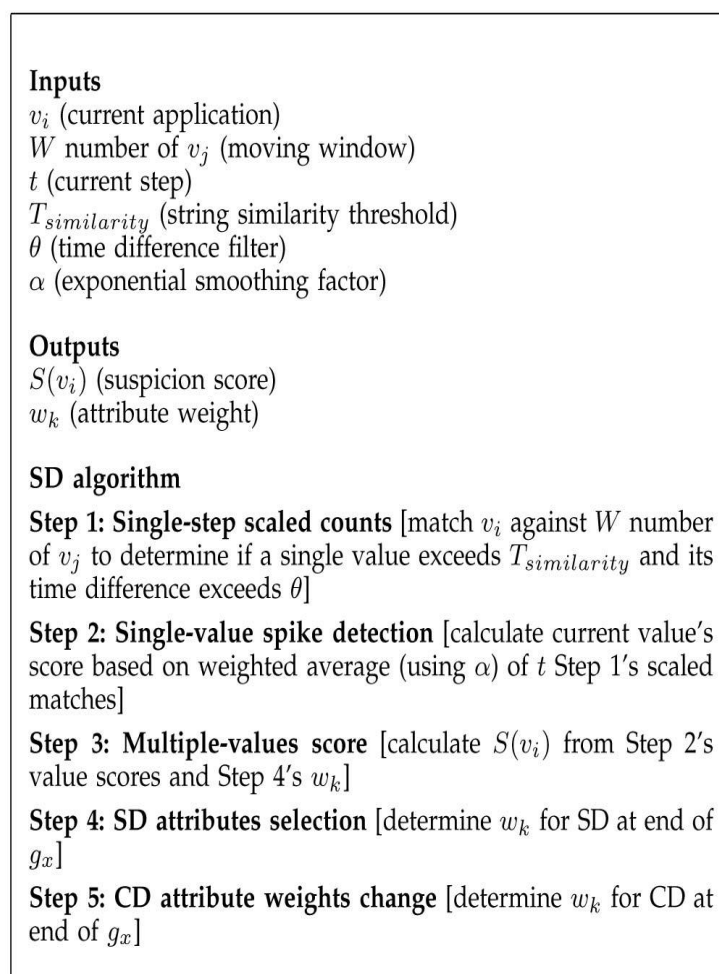 Inputs
v_i (current application)
W number of v_j (moving window)
t (current step)
T_{similarity} (string similarity threshold)
θ (time difference filter)
α (exponential smoothing factor)
Outputs
S(v_i) (suspicion score)
w_k (attribute weight)
SD algorithm
Step 1: Single-step scaled counts [match v_i against W number
of v_j to determine if a single value exceeds T_{similarity} and its
time difference exceeds θ]
Step 2: Single-value spike detection [calculate current value's
score based on weighted average (using α) of t Step 1's scaled
matches]
Step 3: Multiple-values score [calculate S(v_i) from Step 2's
value scores and Step 4's w_k]
Step 4: SD attributes selection [determine w_k for SD at end of
g_x]
Step 5: CD attribute weights change [determine w_k for CD at
end of g_x]